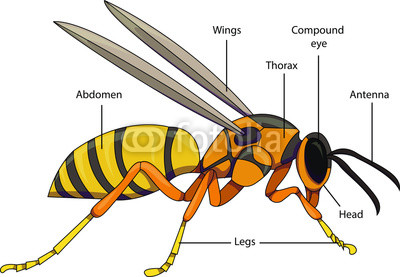 Wings
Compound
eye
Thorax
Abdomen
Antenna
Head
Legs
fotolia